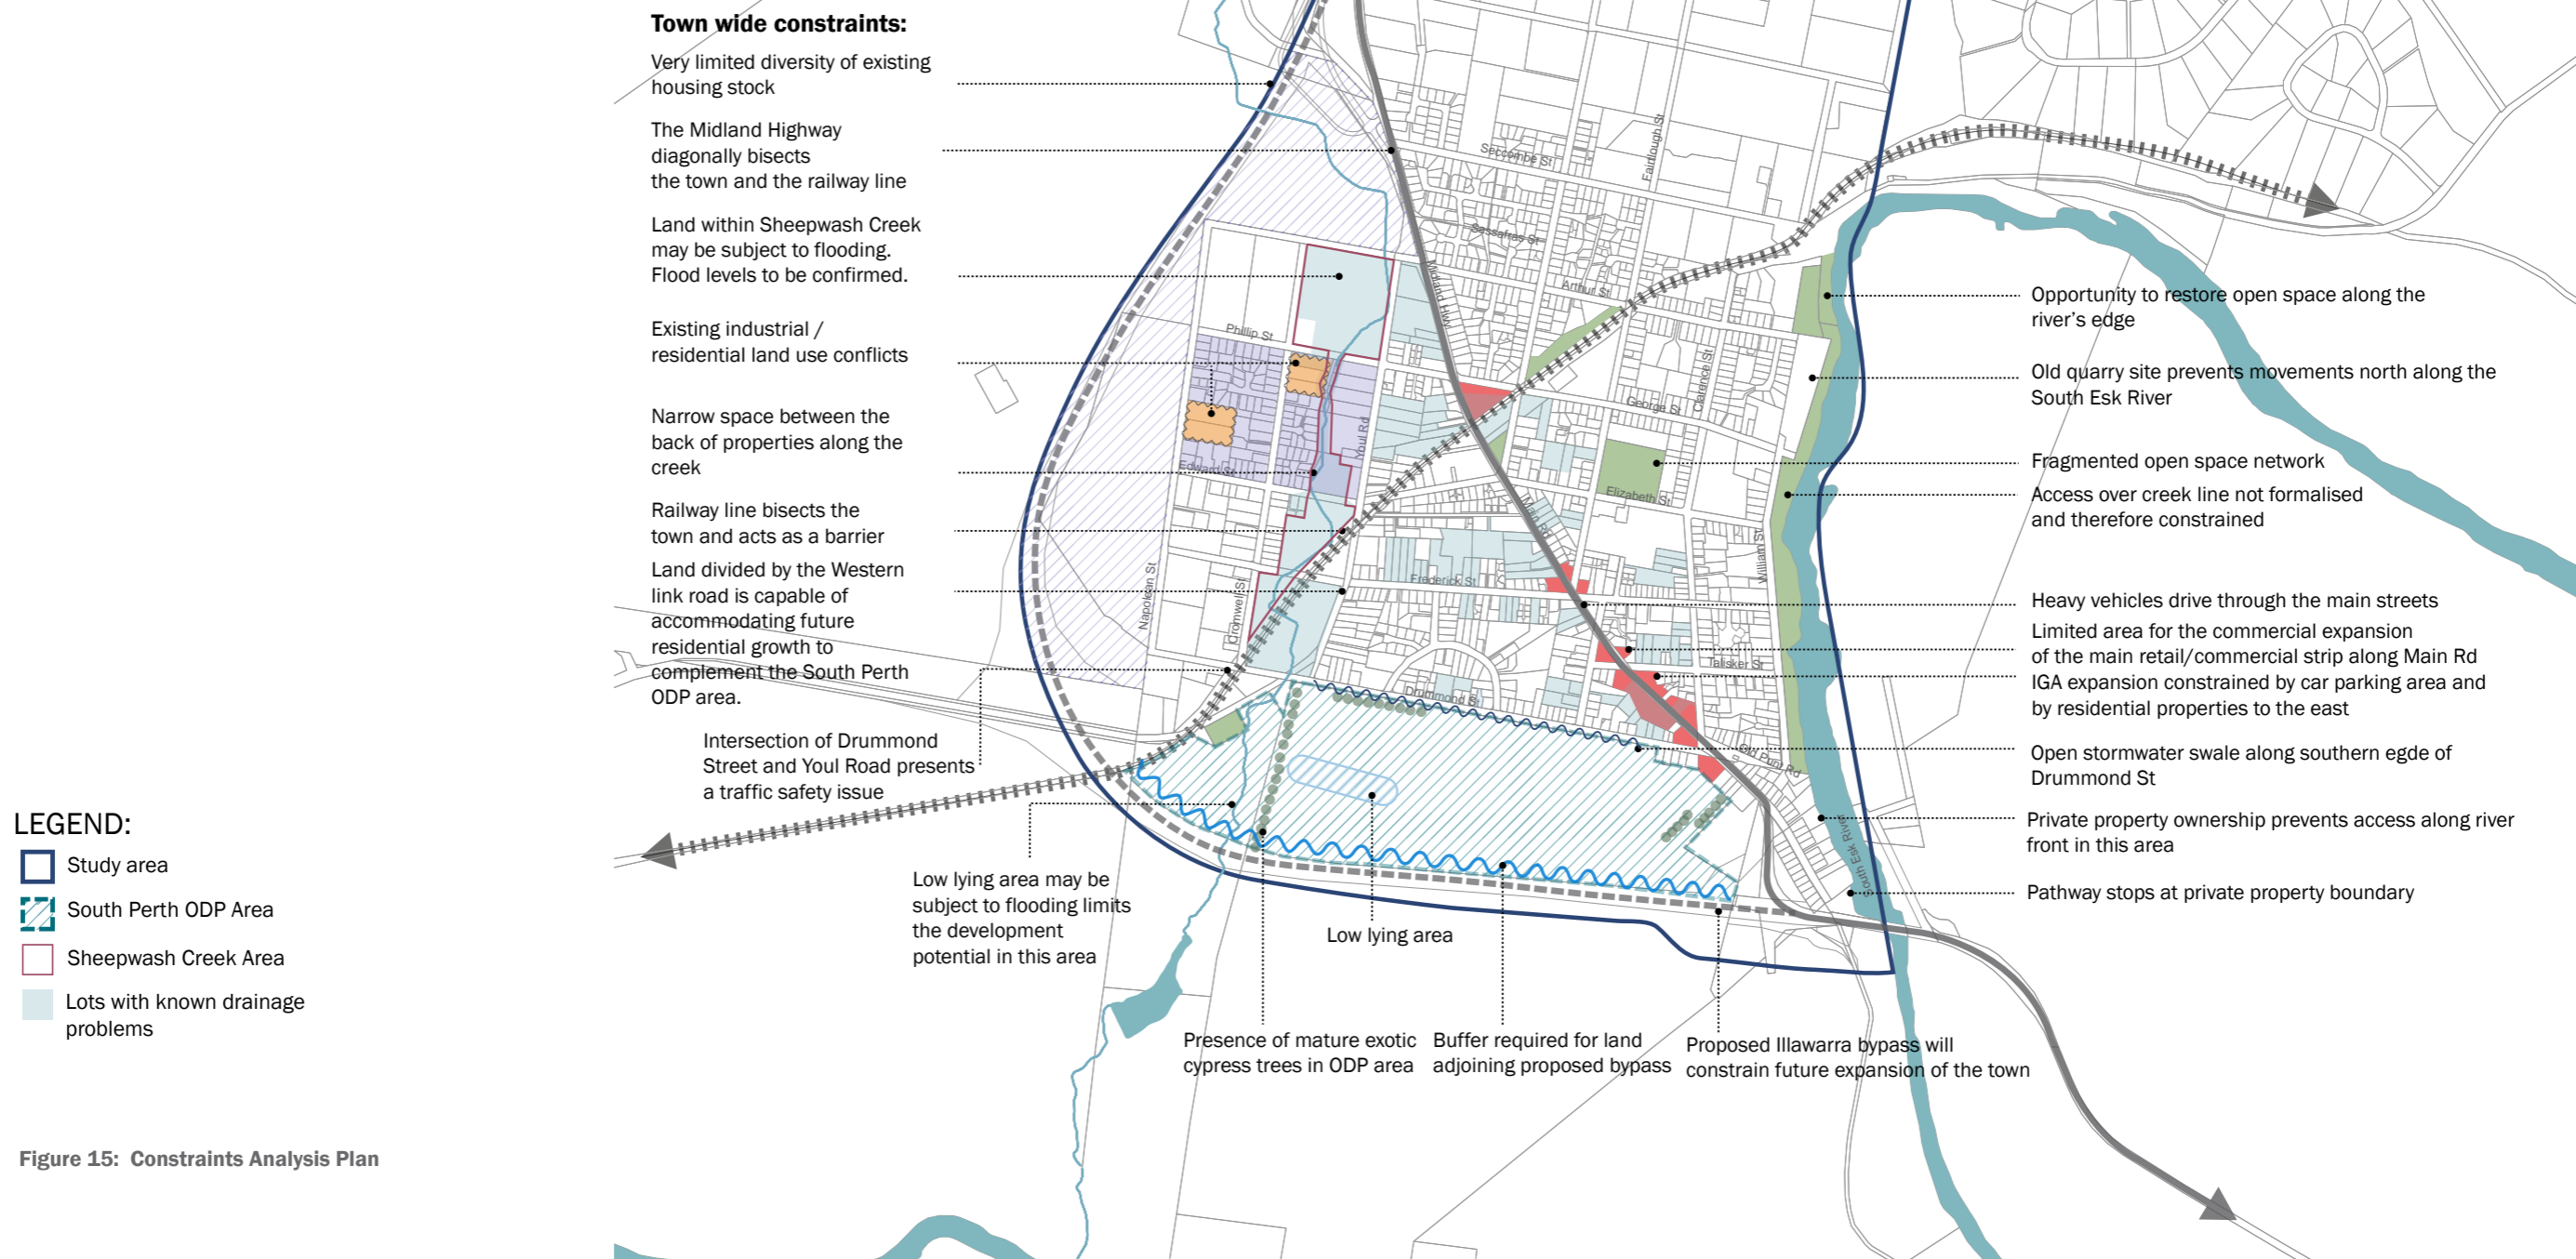 Town wide constraints:
Very limited diversity of existing
housing stock
The Midland Highway
diagonally bisects
the town and the railway line
Land within Sheepwash Creek
may be subject to flooding.
Flood levels to be confirmed.
Existing industrial /
residential land use conflicts
Narrow space between the
back of properties along the
creek
Railway line bisects the
town and acts as a barrier
Land divided by the Western
link road is capable of
accommodating future
residential growth to
complement the South Perth
ODP area.
Intersection of Drummond
Street and Youl Road presents
a traffic safety issue
Low lying area may be
subject to flooding limits
the development
potential in this area
Low lying area
Presence of mature exotic
cypress trees in ODP area
Buffer required for land
adjoining proposed bypass
Proposed Illawarra bypass will
constrain future expansion of the town
Opportunity to restore open space along the
river's edge
Old quarry site prevents movements north along the
South Esk River
Fragmented open space network
Access over creek line not formalised
and therefore constrained
Heavy vehicles drive through the main streets
Limited area for the commercial expansion
of the main retail/commercial strip along Main Rd
IGA expansion constrained by car parking area and
by residential properties to the east
Open stormwater swale along southern egde of
Drummond St
Private property ownership prevents access along river
front in this area
Pathway stops at private property boundary
Seccombe St
Fairtlough St
Sassafras St
Midland Hwy
Arthur St
Phillip St
Clarence St
George St
Youl Rd
Edward St
Elizabeth St
Main Rd
William St
Napolean St
Cromwell St
Frederick St
Talisker St
Drummond St
Old Punt Rd
South Esk River
LEGEND:
Study area
South Perth ODP Area
Sheepwash Creek Area
Lots with known drainage
problems
Figure 15: Constraints Analysis Plan